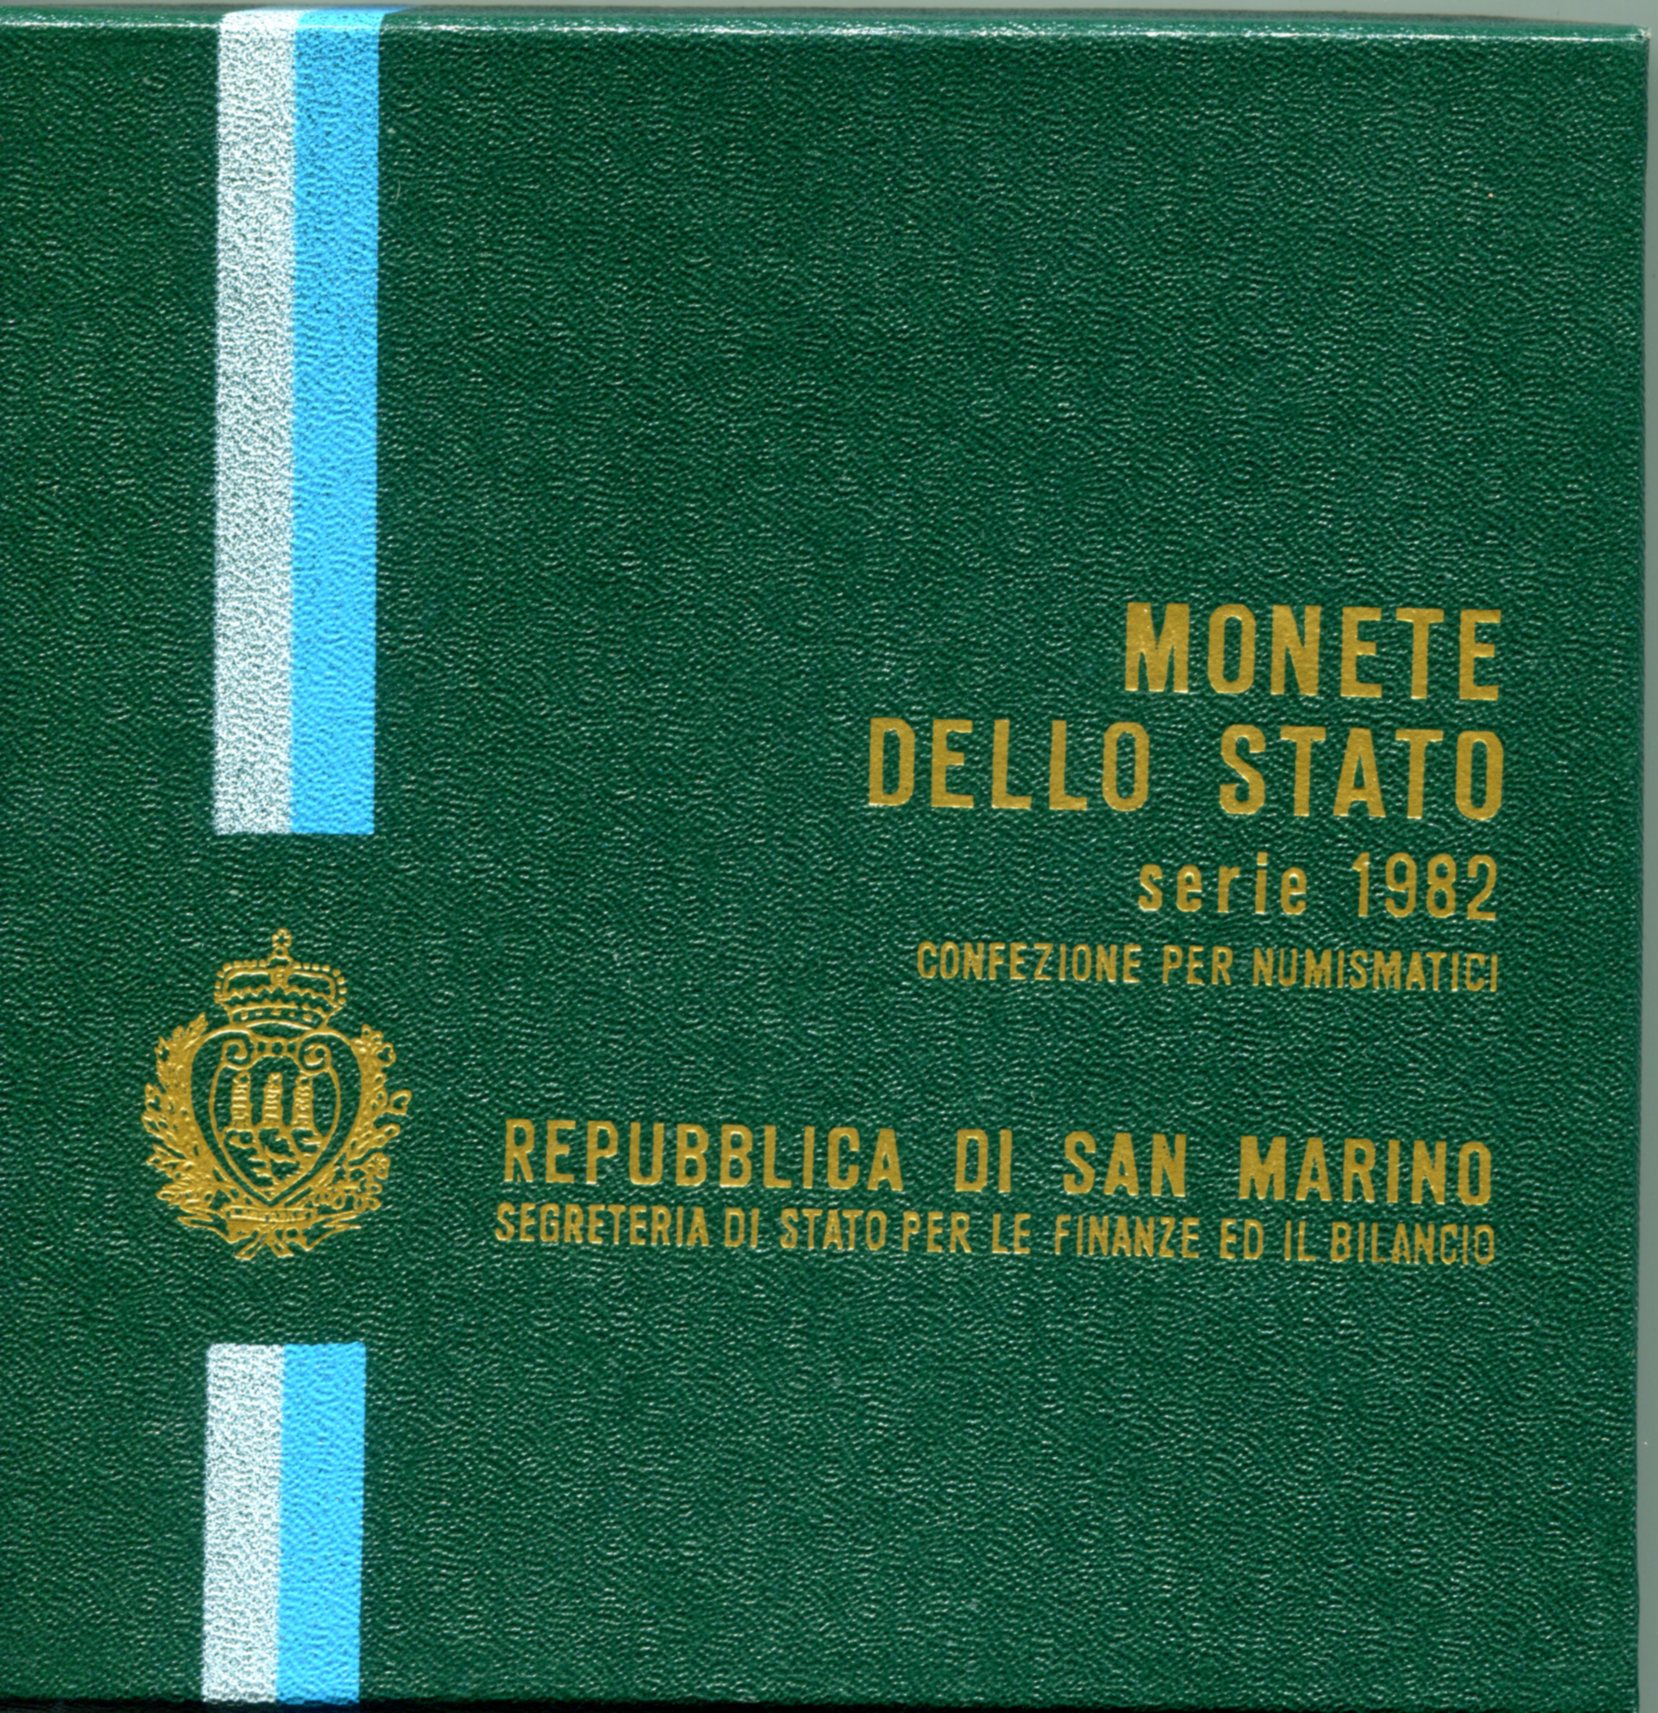 MONETE
DELLO STATO
serie 1982
CONFEZIONE PER NUMISMATICI
REPUBBLICA DI SAN MARINO
SEGRETERIA DI STATO PER LE FINANZE ED IL BILANCIO